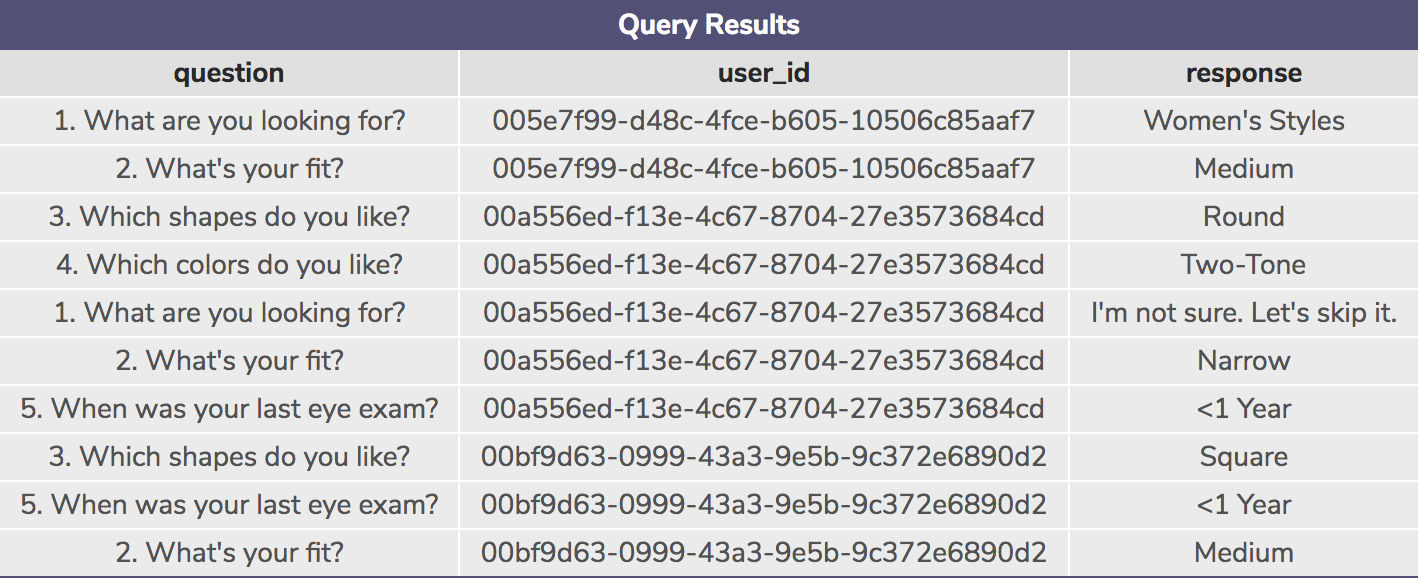 Query Results
question user_id response
1. What are you looking for? 005e7f99-d48c-4fce-b605-10506c85aaf7 Women's Styles
2. What's your fit? 005e7f99-d48c-4fce-b605-10506c85aaf7 Medium
3. Which shapes do you like? 00a556ed-f13e-4c67-8704-27e3573684cd Round
4. Which colors do you like? 00a556ed-f13e-4c67-8704-27e3573684cd Two-Tone
1. What are you looking for? 00a556ed-f13e-4c67-8704-27e3573684cd I'm not sure. Let's skip it.
2. What's your fit? 00a556ed-f13e-4c67-8704-27e3573684cd Narrow
5. When was your last eye exam? 00a556ed-f13e-4c67-8704-27e3573684cd <1 Year
3. Which shapes do you like? 00bf9d63-0999-43a3-9e5b-9c372e6890d2 Square
5. When was your last eye exam? 00bf9d63-0999-43a3-9e5b-9c372e6890d2 <1 Year
2. What's your fit? 00bf9d63-0999-43a3-9e5b-9c372e6890d2 Medium